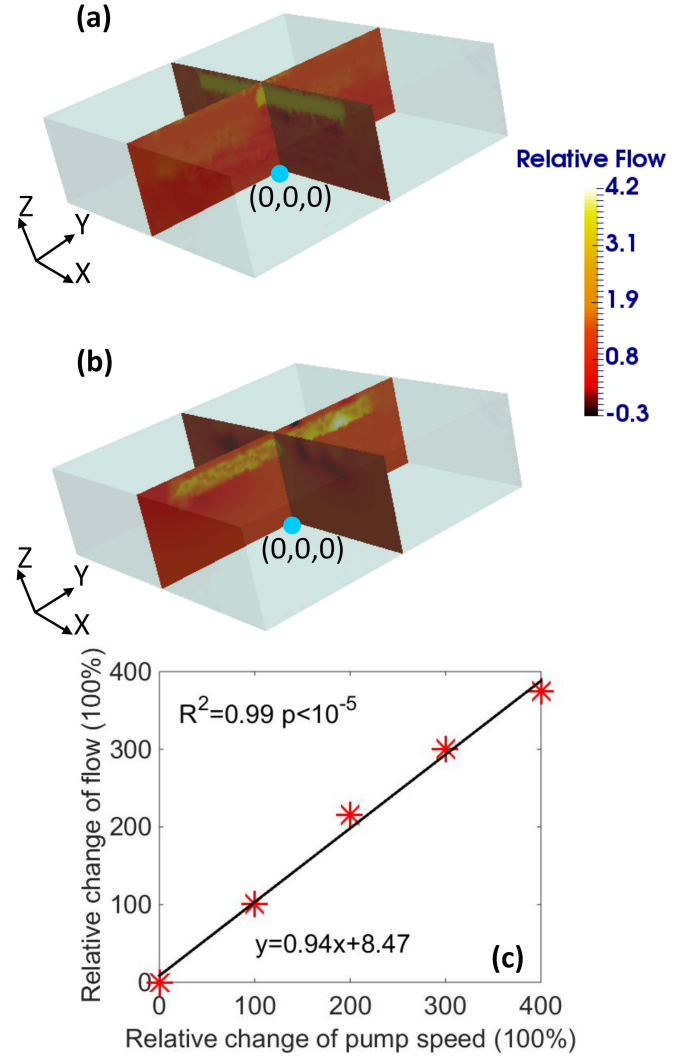 (a)
(0,0,0)
Z
Y
X
Relative Flow
4.2
3.1
1.9
0.8
-0.3
(b)
(0,0,0)
Z
Y
X
Relative change of flow (100%)
400
300
200
100
0
R²=0.99 p<10⁻⁵
y=0.94x+8.47
(c)
0 100 200 300 400
Relative change of pump speed (100%)